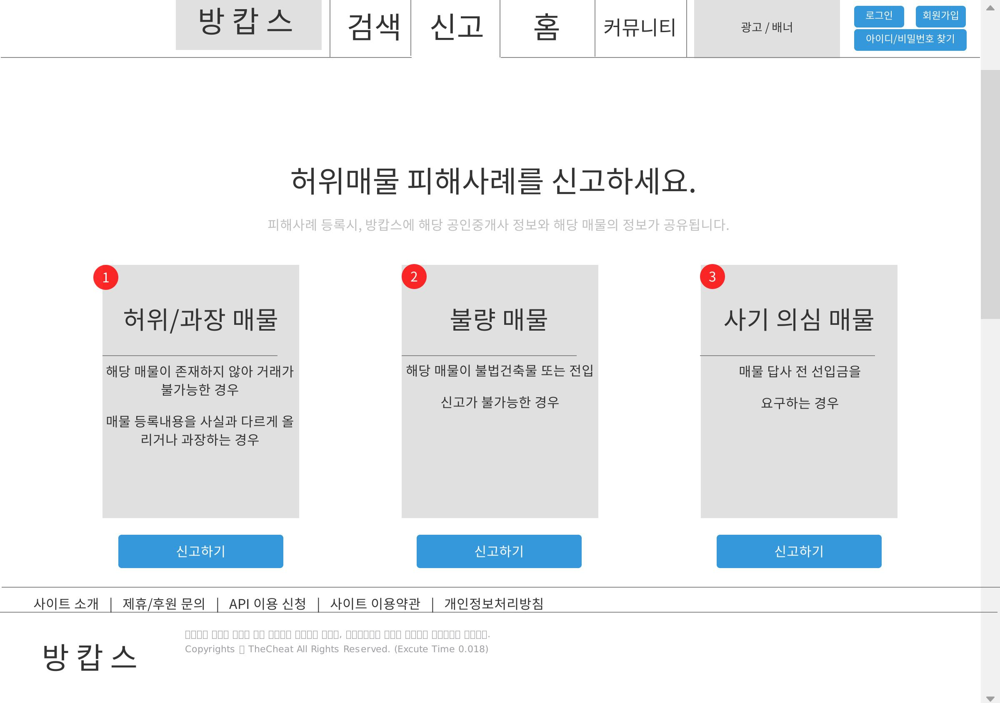 방 캅 스
검색
신고
홈
커뮤니티
광고 / 배너
로그인
회원가입
아이디/비밀번호 찾기
허위매물 피해사례를 신고하세요.
피해사례 등록시, 방캅스에 해당 공인중개사 정보와 해당 매물의 정보가 공유됩니다.
1
허위/과장 매물
해당 매물이 존재하지 않아 거래가
불가능한 경우
매물 등록내용을 사실과 다르게 올
리거나 과장하는 경우
신고하기
2
불량 매물
해당 매물이 불법건축물 또는 전입
신고가 불가능한 경우
신고하기
3
사기 의심 매물
매물 답사 전 선입금을
요구하는 경우
신고하기
사이트 소개 | 제휴/후원 문의 | API 이용 신청 | 사이트 이용약관 | 개인정보처리방침
방 캅 스
Copyrights TheCheat All Rights Reserved. (Excute Time 0.018)